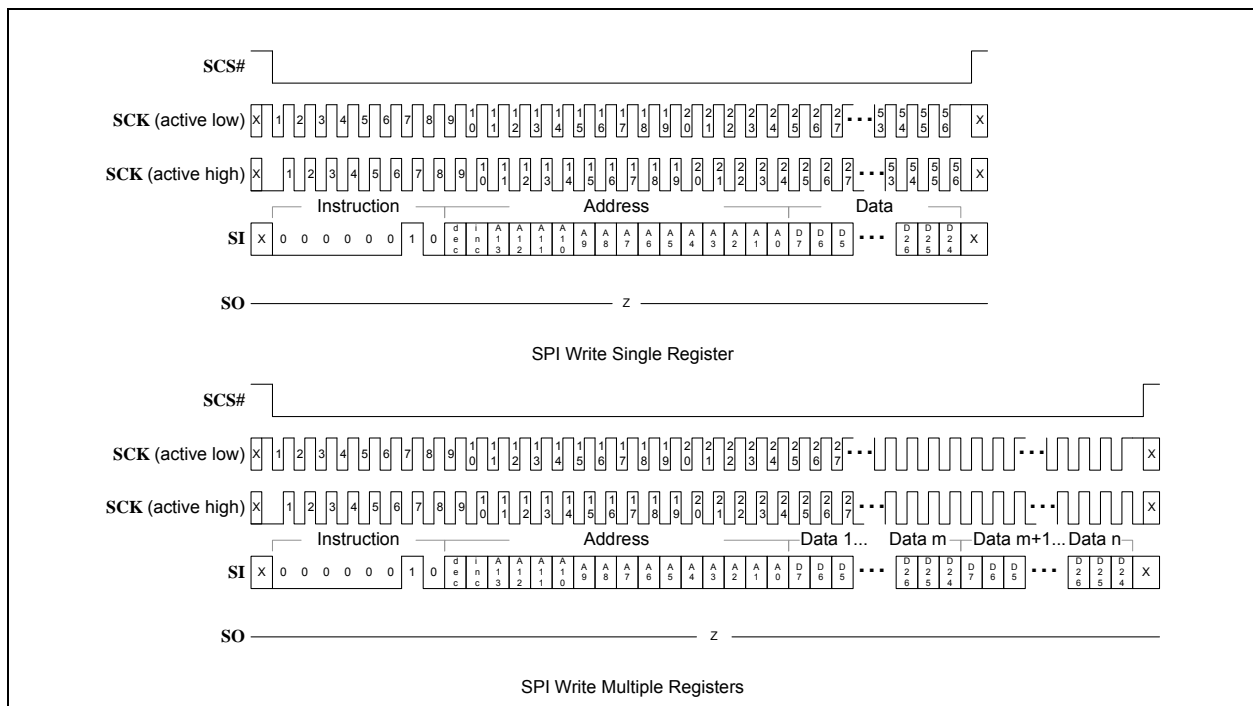 SCS#
SCK (active low) X 1 2 3 4 5 6 7 8 9 10 11 12 13 14 15 16 17 18 19 20 21 22 23 24 25 26 27 ... 53 54 55 56 X
SCK (active high) X 1 2 3 4 5 6 7 8 9 10 11 12 13 14 15 16 17 18 19 20 21 22 23 24 25 26 27 ... 53 54 55 56 X
Instruction Address Data
SI X 0 0 0 0 0 0 1 0 dec inc A13 A12 A11 A10 A9 A8 A7 A6 A5 A4 A3 A2 A1 A0 D7 D6 D5 ... D26 D25 D24 X
SO Z
SPI Write Single Register
SCS#
SCK (active low) X 1 2 3 4 5 6 7 8 9 10 11 12 13 14 15 16 17 18 19 20 21 22 23 24 25 26 27 ... ... X
SCK (active high) X 1 2 3 4 5 6 7 8 9 10 11 12 13 14 15 16 17 18 19 20 21 22 23 24 25 26 27 ... ... X
Instruction Address Data 1... Data m Data m+1... Data n
SI X 0 0 0 0 0 0 1 0 dec inc A13 A12 A11 A10 A9 A8 A7 A6 A5 A4 A3 A2 A1 A0 D7 D6 D5 ... D26 D25 D24 D7 D6 D5 ... D26 D25 D24 X
SO Z
SPI Write Multiple Registers